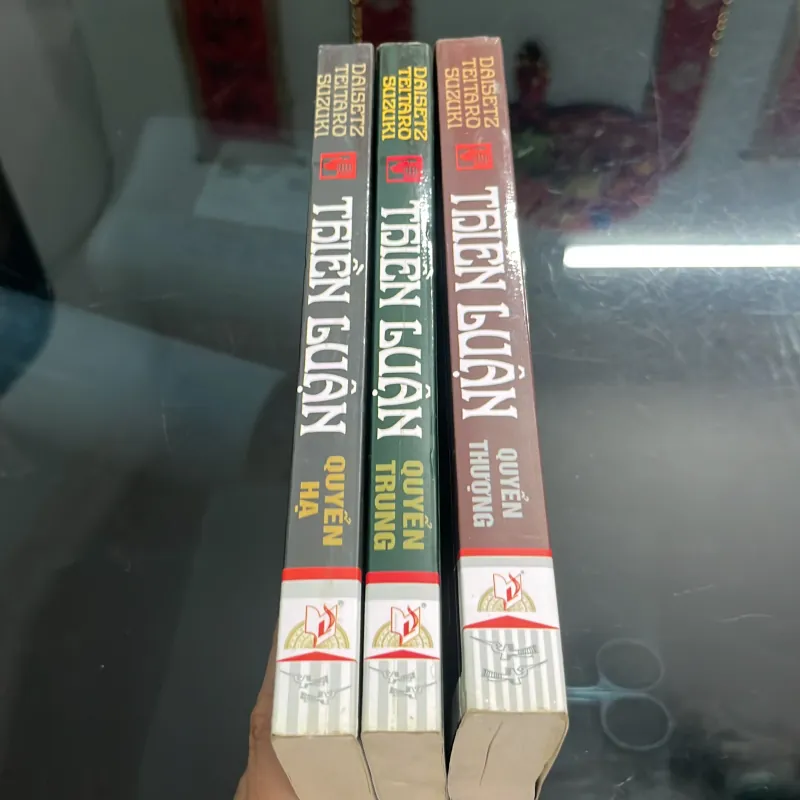 DAISETZ
TEITARO
SUZUKI
THIỀN LUẬN
QUYỂN
HẠ
DAISETZ
TEITARO
SUZUKI
THIỀN LUẬN
QUYỂN
TRUNG
DAISETZ
TEITARO
SUZUKI
THIỀN LUẬN
QUYỂN
THƯỢNG